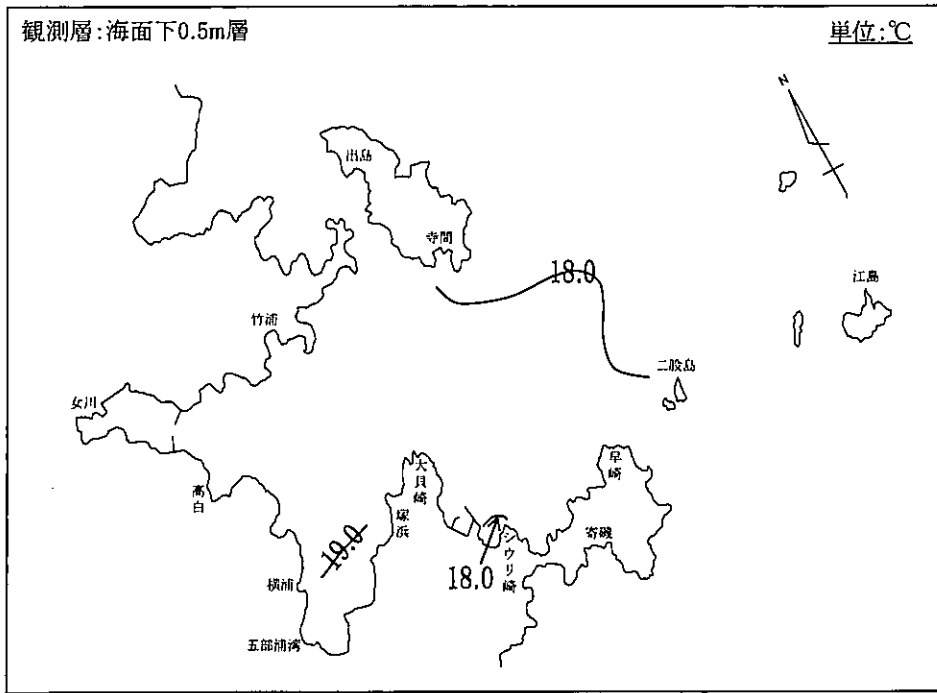 観測層:海面下0.5m層
単位:℃
N
出島
寺間
18.0
江島
竹浦
二股島
女川
大貝崎
早崎
高白
塚浜
寄磯
19.0
シウリ崎
18.0
横浦
五部浦湾